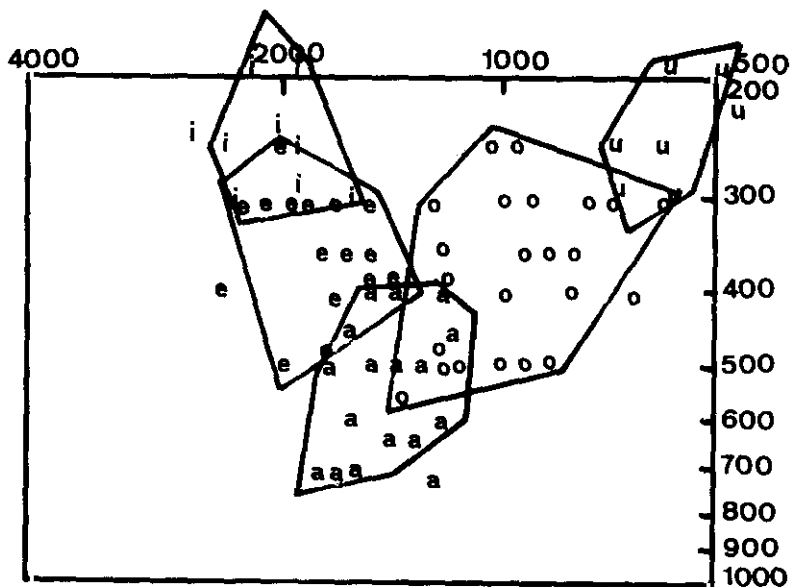 4000 2000 1000 500
i u u
200
u
i i
i e i o o u u
i i u
i e e e e i e o o o o o o 300
o
e e e o o o
e e o
e e a a a o a o o 400
a a
e o
e a a a a o o o o o 500
o
a a 600
a a
a a a a 700
800
900
1000